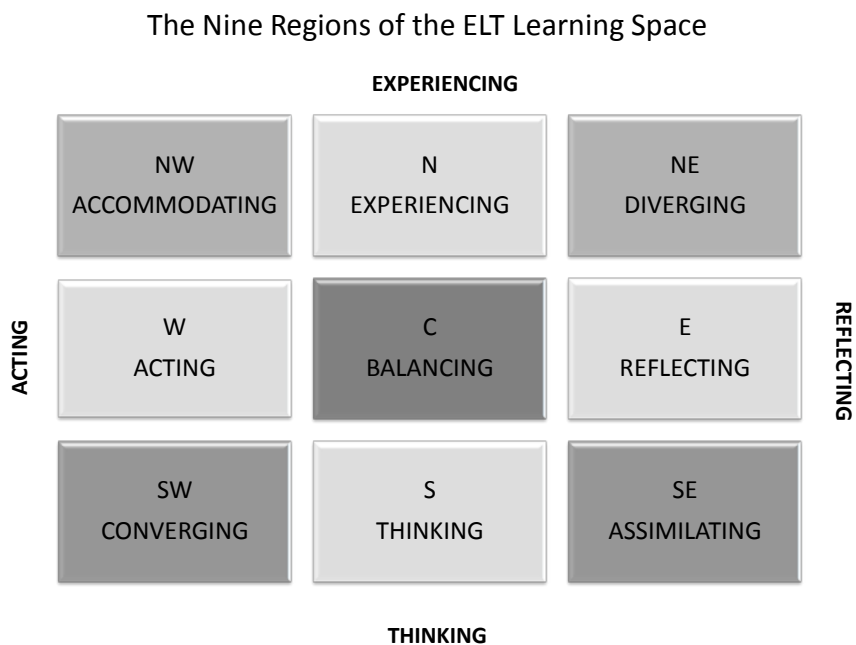 The Nine Regions of the ELT Learning Space
EXPERIENCING
NW
ACCOMMODATING
N
EXPERIENCING
NE
DIVERGING
ACTING
W
ACTING
C
BALANCING
E
REFLECTING
REFLECTING
SW
CONVERGING
S
THINKING
SE
ASSIMILATING
THINKING